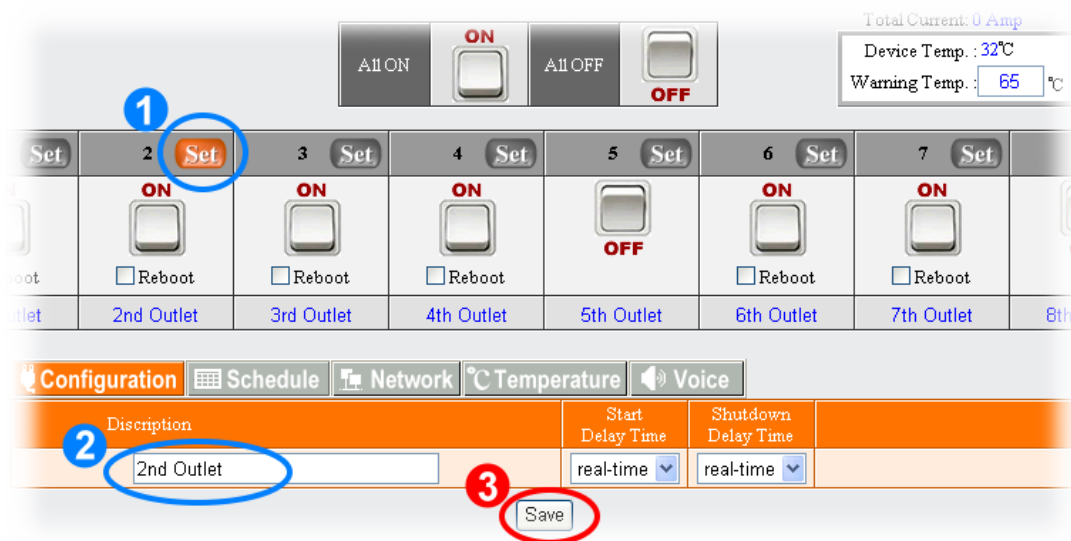 Total Current: 0 Amp
All ON ON All OFF OFF
Device Temp. : 32℃
Warning Temp. : 65 ℃
1
Set 2 Set 3 Set 4 Set 5 Set 6 Set 7 Set
ON ON ON OFF ON ON
Reboot Reboot Reboot Reboot Reboot
2nd Outlet 3rd Outlet 4th Outlet 5th Outlet 6th Outlet 7th Outlet 8th
Configuration Schedule Network ℃ Temperature Voice
Discription Start Delay Time Shutdown Delay Time
2
2nd Outlet real-time real-time
3
Save